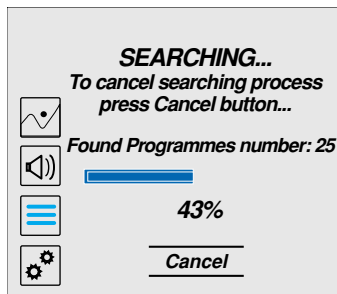 SEARCHING...
To cancel searching process
press Cancel button...
Found Programmes number: 25
43%
Cancel